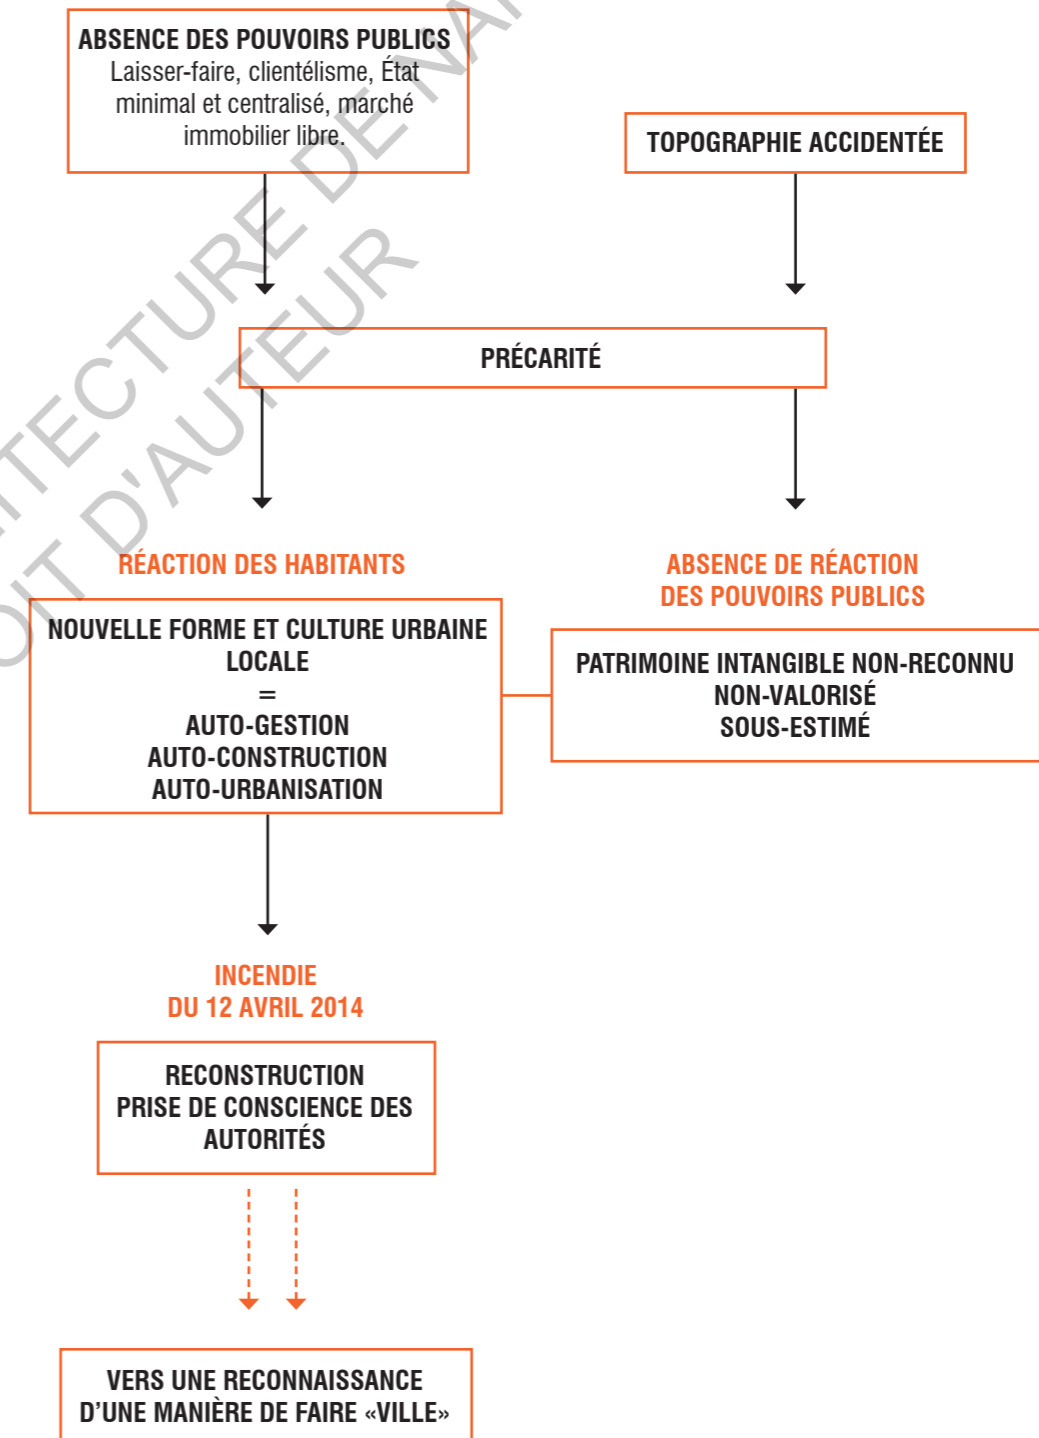 ABSENCE DES POUVOIRS PUBLICS
Laisser-faire, clientélisme, État
minimal et centralisé, marché
immobilier libre.
TOPOGRAPHIE ACCIDENTÉE
PRÉCARITÉ
RÉACTION DES HABITANTS
NOUVELLE FORME ET CULTURE URBAINE
LOCALE
=
AUTO-GESTION
AUTO-CONSTRUCTION
AUTO-URBANISATION
ABSENCE DE RÉACTION
DES POUVOIRS PUBLICS
PATRIMOINE INTANGIBLE NON-RECONNU
NON-VALORISÉ
SOUS-ESTIMÉ
INCENDIE
DU 12 AVRIL 2014
RECONSTRUCTION
PRISE DE CONSCIENCE DES
AUTORITÉS
VERS UNE RECONNAISSANCE
D’UNE MANIÈRE DE FAIRE «VILLE»
DE
D'AUTEUR